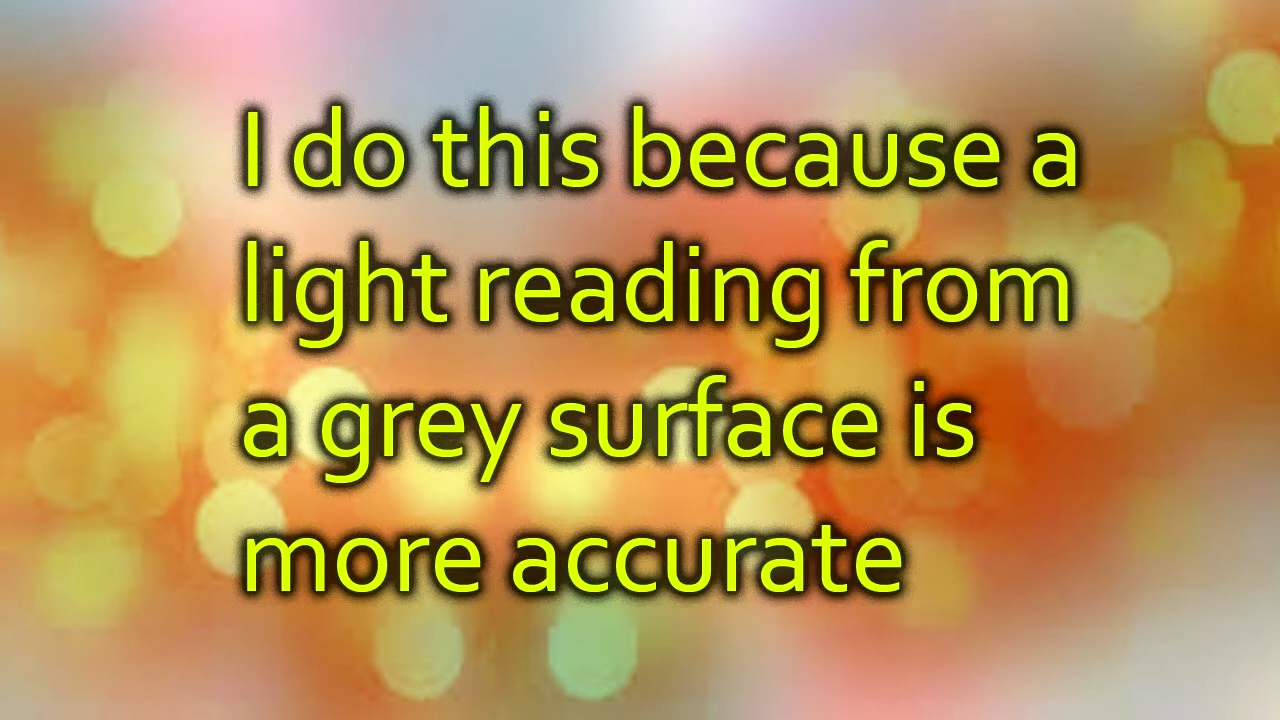 I do this because a
light reading from
a grey surface is
more accurate